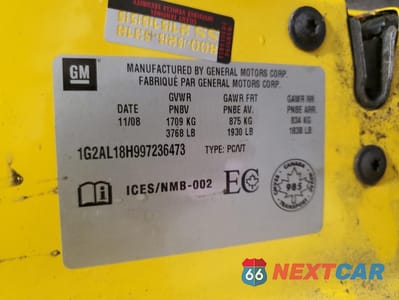 GM
MANUFACTURED BY GENERAL MOTORS CORP.
FABRIQUÉ PAR GENERAL MOTORS CORP.
GVWR GAWR FRT GAWR RR
PNBV PNBE AV. PNBE ARR.
11/08 1709 KG 875 KG 834 KG
3768 LB 1930 LB 1838 LB
1G2AL18H997236473 TYPE: PC/VT
ICES/NMB-002
CANADA
985
TRANSPORT
66 NEXTCAR